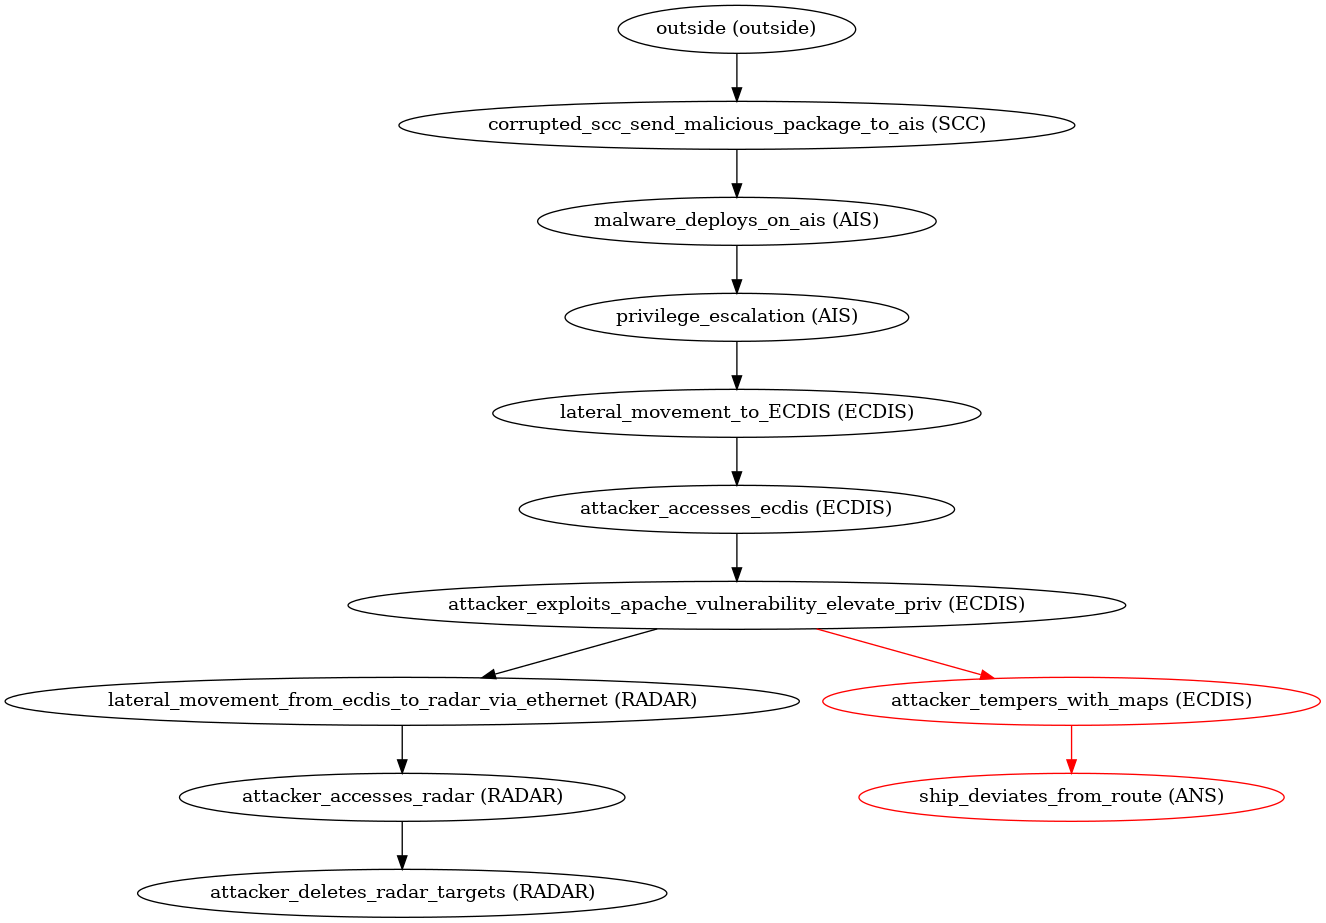 outside (outside)
corrupted_scc_send_malicious_package_to_ais (SCC)
malware_deploys_on_ais (AIS)
privilege_escalation (AIS)
lateral_movement_to_ECDIS (ECDIS)
attacker_accesses_ecdis (ECDIS)
attacker_exploits_apache_vulnerability_elevate_priv (ECDIS)
lateral_movement_from_ecdis_to_radar_via_ethernet (RADAR)
attacker_tempers_with_maps (ECDIS)
attacker_accesses_radar (RADAR)
ship_deviates_from_route (ANS)
attacker_deletes_radar_targets (RADAR)